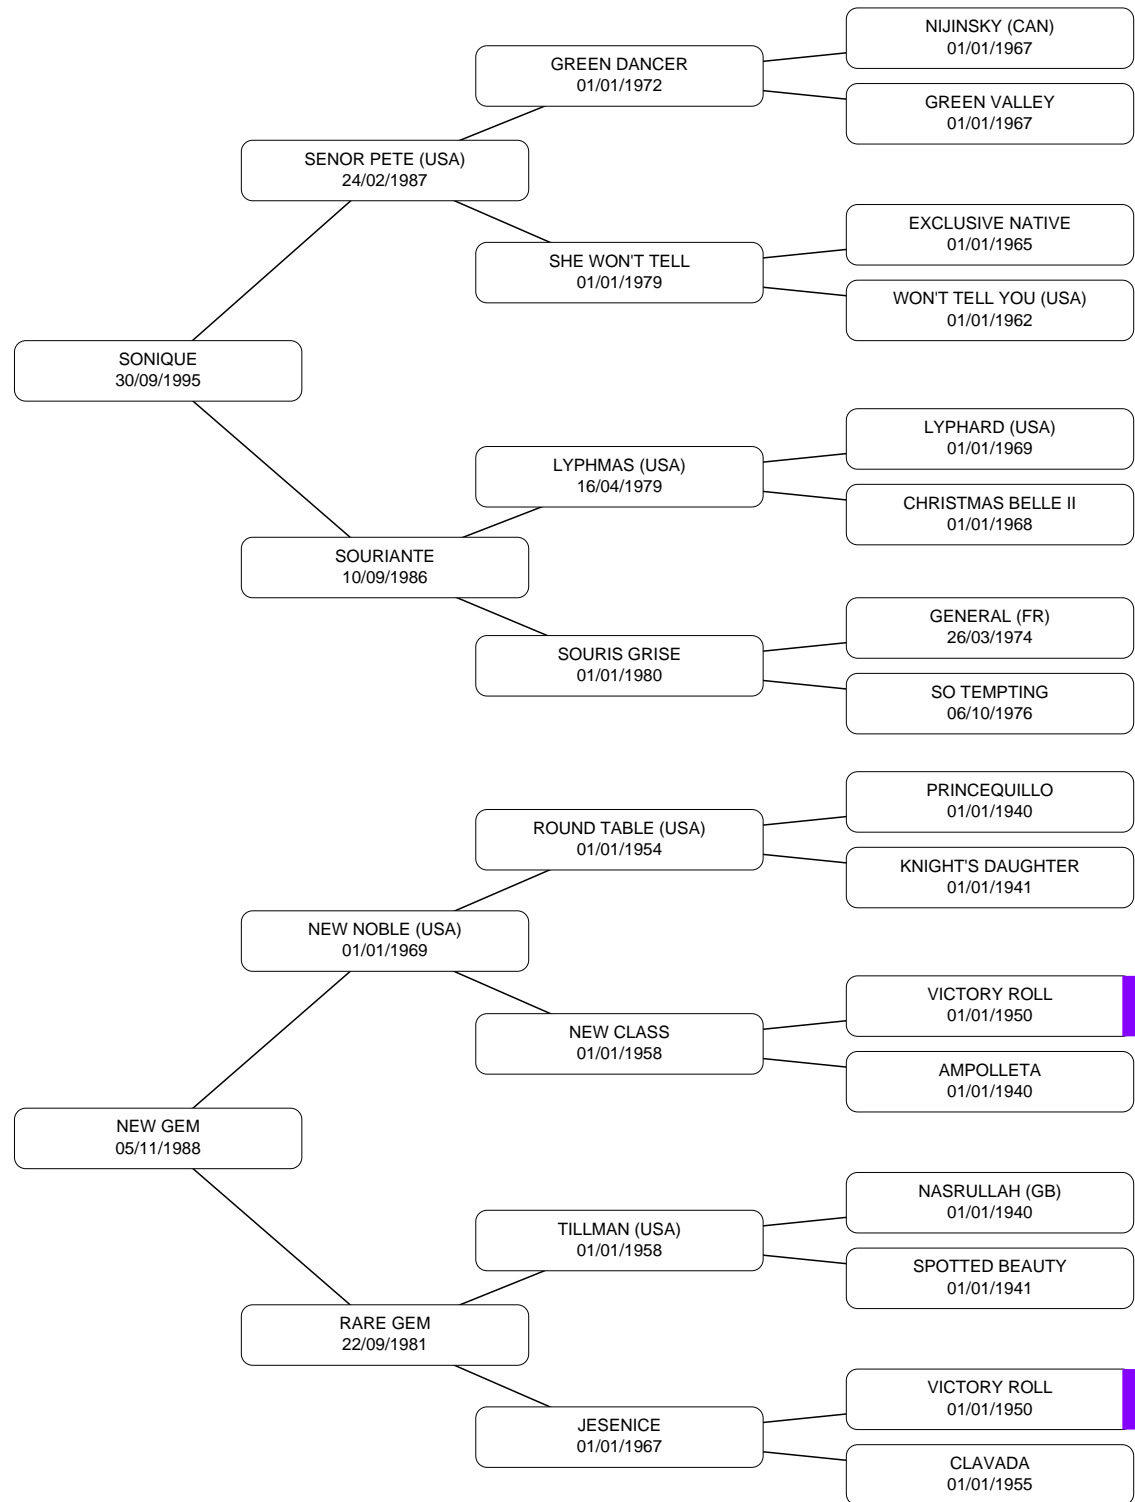 NIJINSKY (CAN)
01/01/1967
GREEN DANCER
01/01/1972
GREEN VALLEY
01/01/1967
SENOR PETE (USA)
24/02/1987
EXCLUSIVE NATIVE
01/01/1965
SHE WON'T TELL
01/01/1979
WON'T TELL YOU (USA)
01/01/1962
SONIQUE
30/09/1995
LYPHARD (USA)
01/01/1969
LYPHMAS (USA)
16/04/1979
CHRISTMAS BELLE II
01/01/1968
SOURIANTE
10/09/1986
GENERAL (FR)
26/03/1974
SOURIS GRISE
01/01/1980
SO TEMPTING
06/10/1976
PRINCEQUILLO
01/01/1940
ROUND TABLE (USA)
01/01/1954
KNIGHT'S DAUGHTER
01/01/1941
NEW NOBLE (USA)
01/01/1969
VICTORY ROLL
01/01/1950
NEW CLASS
01/01/1958
AMPOLLETA
01/01/1940
NEW GEM
05/11/1988
NASRULLAH (GB)
01/01/1940
TILLMAN (USA)
01/01/1958
SPOTTED BEAUTY
01/01/1941
RARE GEM
22/09/1981
VICTORY ROLL
01/01/1950
JESENICE
01/01/1967
CLAVADA
01/01/1955